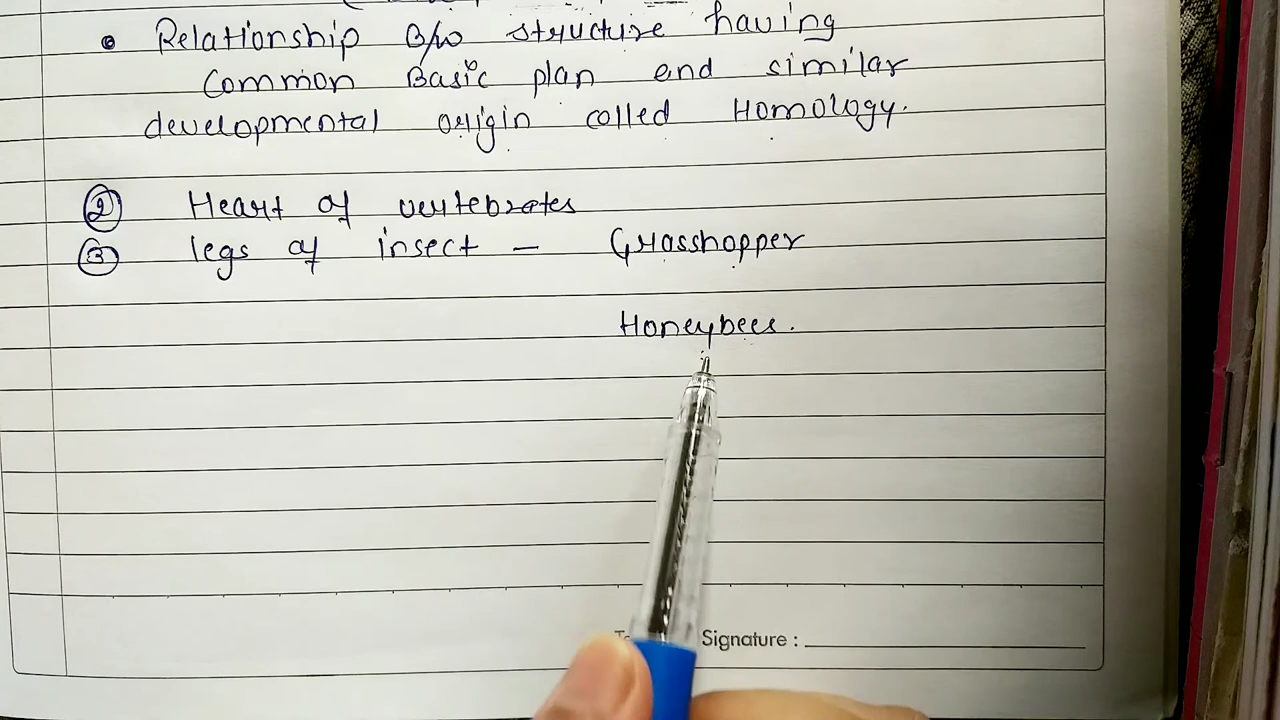 • Relationship B/w structure having
Common Basic plan and similar
developmental origin called Homology.
② Heart of vertebrates
③ legs of insect – Grasshopper
Honeybees.
Signature :